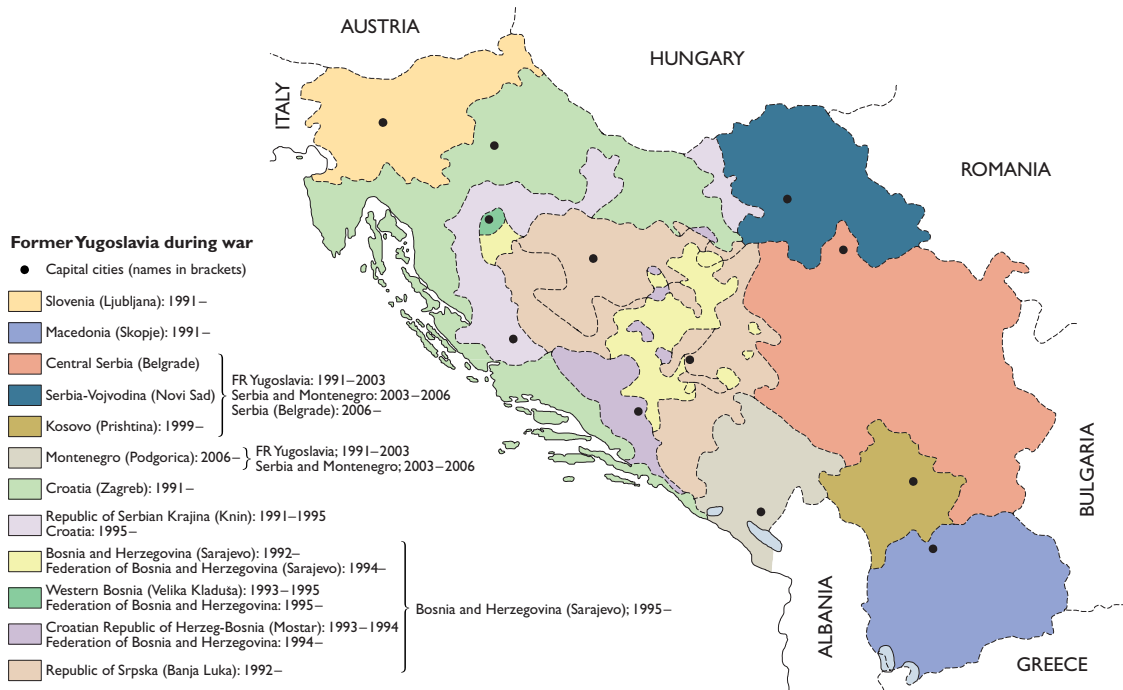 AUSTRIA
HUNGARY
ITALY
ROMANIA
BULGARIA
ALBANIA
GREECE
Former Yugoslavia during war
Capital cities (names in brackets)
Slovenia (Ljubljana): 1991–
Macedonia (Skopje): 1991–
Central Serbia (Belgrade)
Serbia-Vojvodina (Novi Sad)
Kosovo (Prishtina): 1999–
FR Yugoslavia: 1991–2003
Serbia and Montenegro: 2003–2006
Serbia (Belgrade): 2006–
Montenegro (Podgorica): 2006–
FR Yugoslavia; 1991–2003
Serbia and Montenegro; 2003–2006
Croatia (Zagreb): 1991–
Republic of Serbian Krajina (Knin): 1991–1995
Croatia: 1995–
Bosnia and Herzegovina (Sarajevo): 1992–
Federation of Bosnia and Herzegovina (Sarajevo): 1994–
Western Bosnia (Velika Kladuša): 1993–1995
Federation of Bosnia and Herzegovina: 1995–
Croatian Republic of Herzeg-Bosnia (Mostar): 1993–1994
Federation of Bosnia and Herzegovina: 1994–
Republic of Srpska (Banja Luka): 1992–
Bosnia and Herzegovina (Sarajevo); 1995–